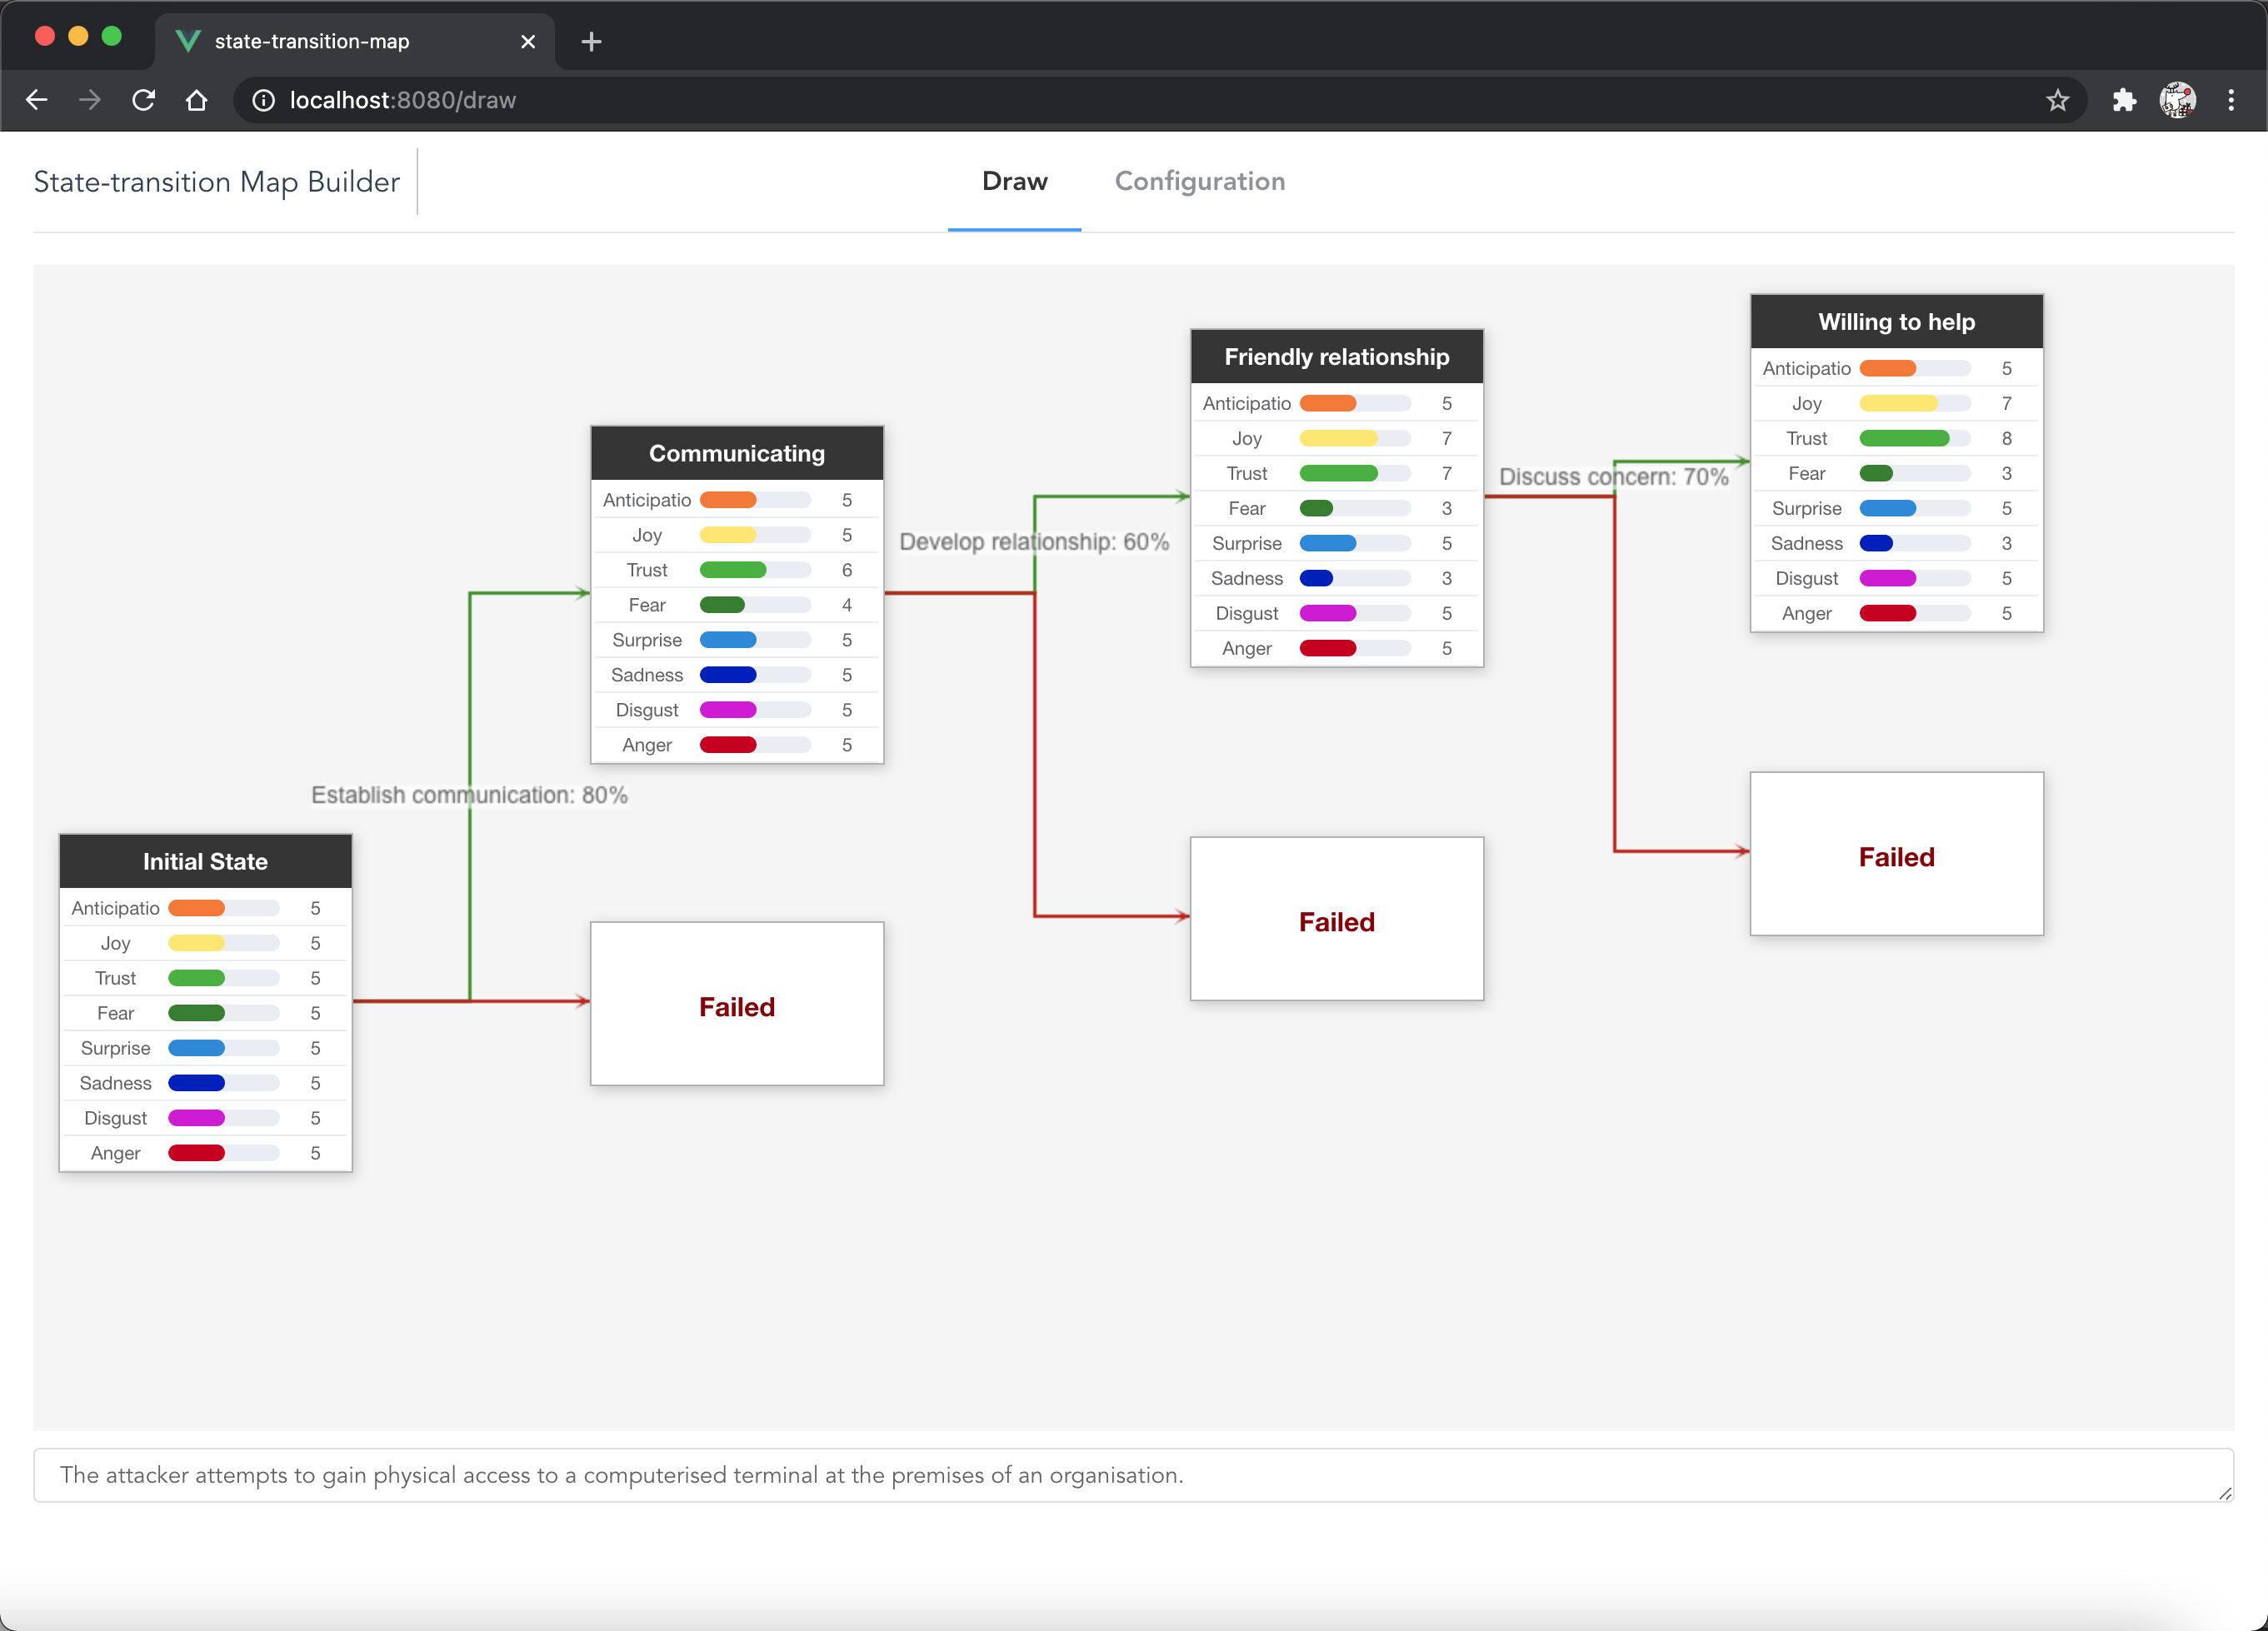 state-transition-map
localhost:8080/draw
State-transition Map Builder
Draw
Configuration
Willing to help
Anticipatio 5
Joy 7
Trust 8
Fear 3
Surprise 5
Sadness 3
Disgust 5
Anger 5
Friendly relationship
Anticipatio 5
Joy 7
Trust 7
Fear 3
Surprise 5
Sadness 3
Disgust 5
Anger 5
Discuss concern: 70%
Communicating
Anticipatio 5
Joy 5
Trust 6
Fear 4
Surprise 5
Sadness 5
Disgust 5
Anger 5
Develop relationship: 60%
Establish communication: 80%
Initial State
Anticipatio 5
Joy 5
Trust 5
Fear 5
Surprise 5
Sadness 5
Disgust 5
Anger 5
Failed
Failed
Failed
The attacker attempts to gain physical access to a computerised terminal at the premises of an organisation.